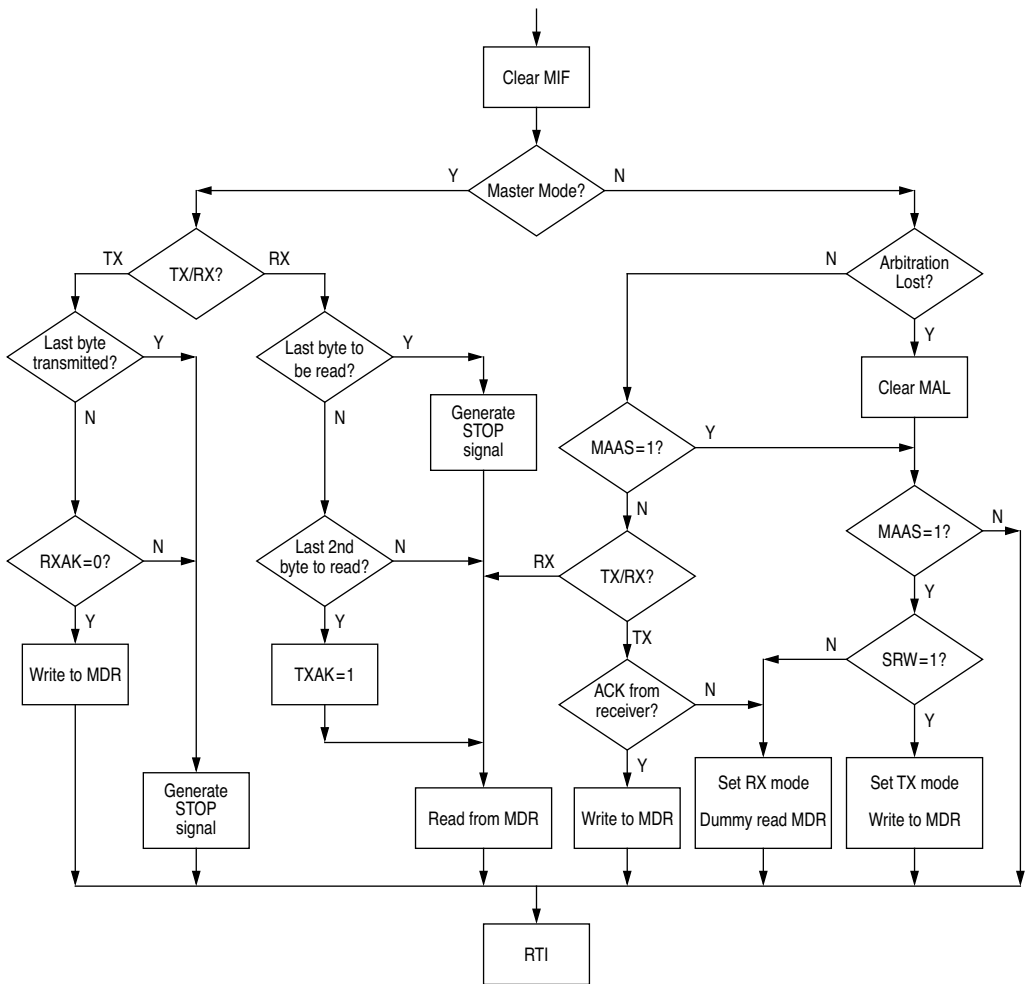 Clear MIF
Y
Master Mode?
N
TX
TX/RX?
RX
N
Arbitration
Lost?
Y
Last byte
transmitted?
Y
N
Last byte to
be read?
Y
N
Generate
STOP
signal
Clear MAL
MAAS=1?
Y
N
MAAS=1?
N
Y
RXAK=0?
N
Y
Last 2nd
byte to read?
N
Y
RX
TX/RX?
TX
N
SRW=1?
Y
Write to MDR
TXAK=1
ACK from
receiver?
N
Y
Generate
STOP
signal
Read from MDR
Write to MDR
Set RX mode
Dummy read MDR
Set TX mode
Write to MDR
RTI